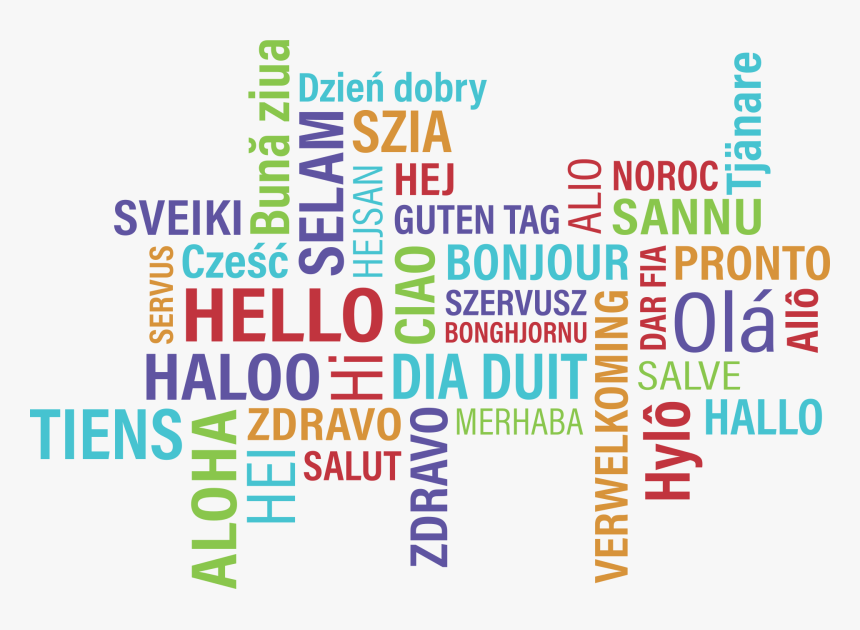 Bună ziua
Dzień dobry
Tjänare
SELAM
SZIA
HEJSAN
HEJ
ALIO
NOROC
SVEIKI
GUTEN TAG
SANNU
SERVUS
Cześć
CIAO
BONJOUR
DAR FIA
PRONTO
HELLO
SZERVUSZ
VERWELKOMING
Olá
Allô
BONGHJORNU
HALOO
Hi
DIA DUIT
SALVE
TIENS
ALOHA
ZDRAVO
ZDRAVO
MERHABA
Hylô
HALLO
HEI
SALUT